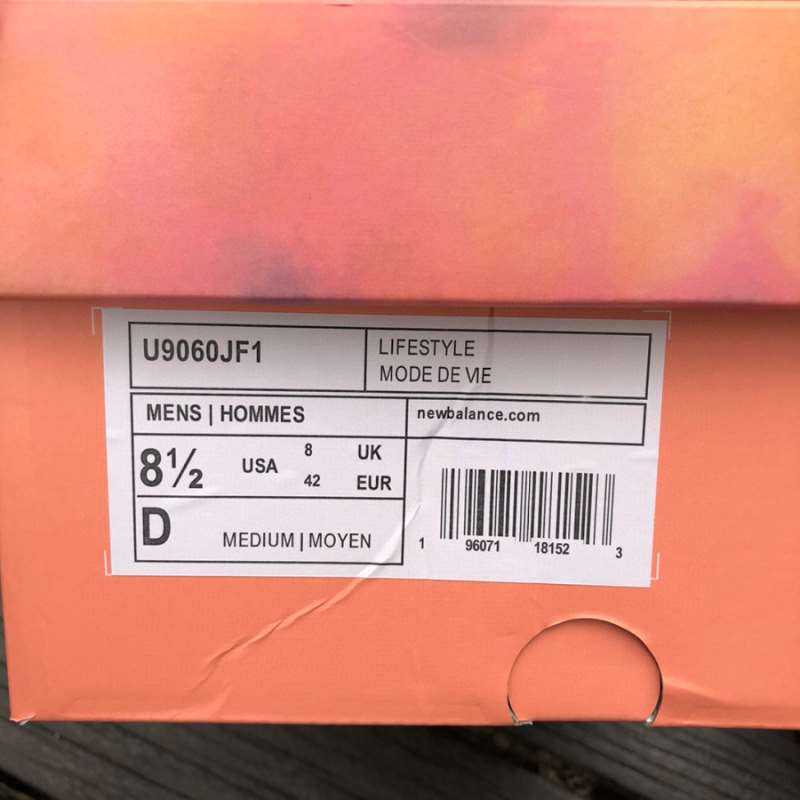 U9060JF1
LIFESTYLE
MODE DE VIE
MENS | HOMMES
newbalance.com
8½ USA 8 UK
42 EUR
D MEDIUM | MOYEN
1 96071 18152 3